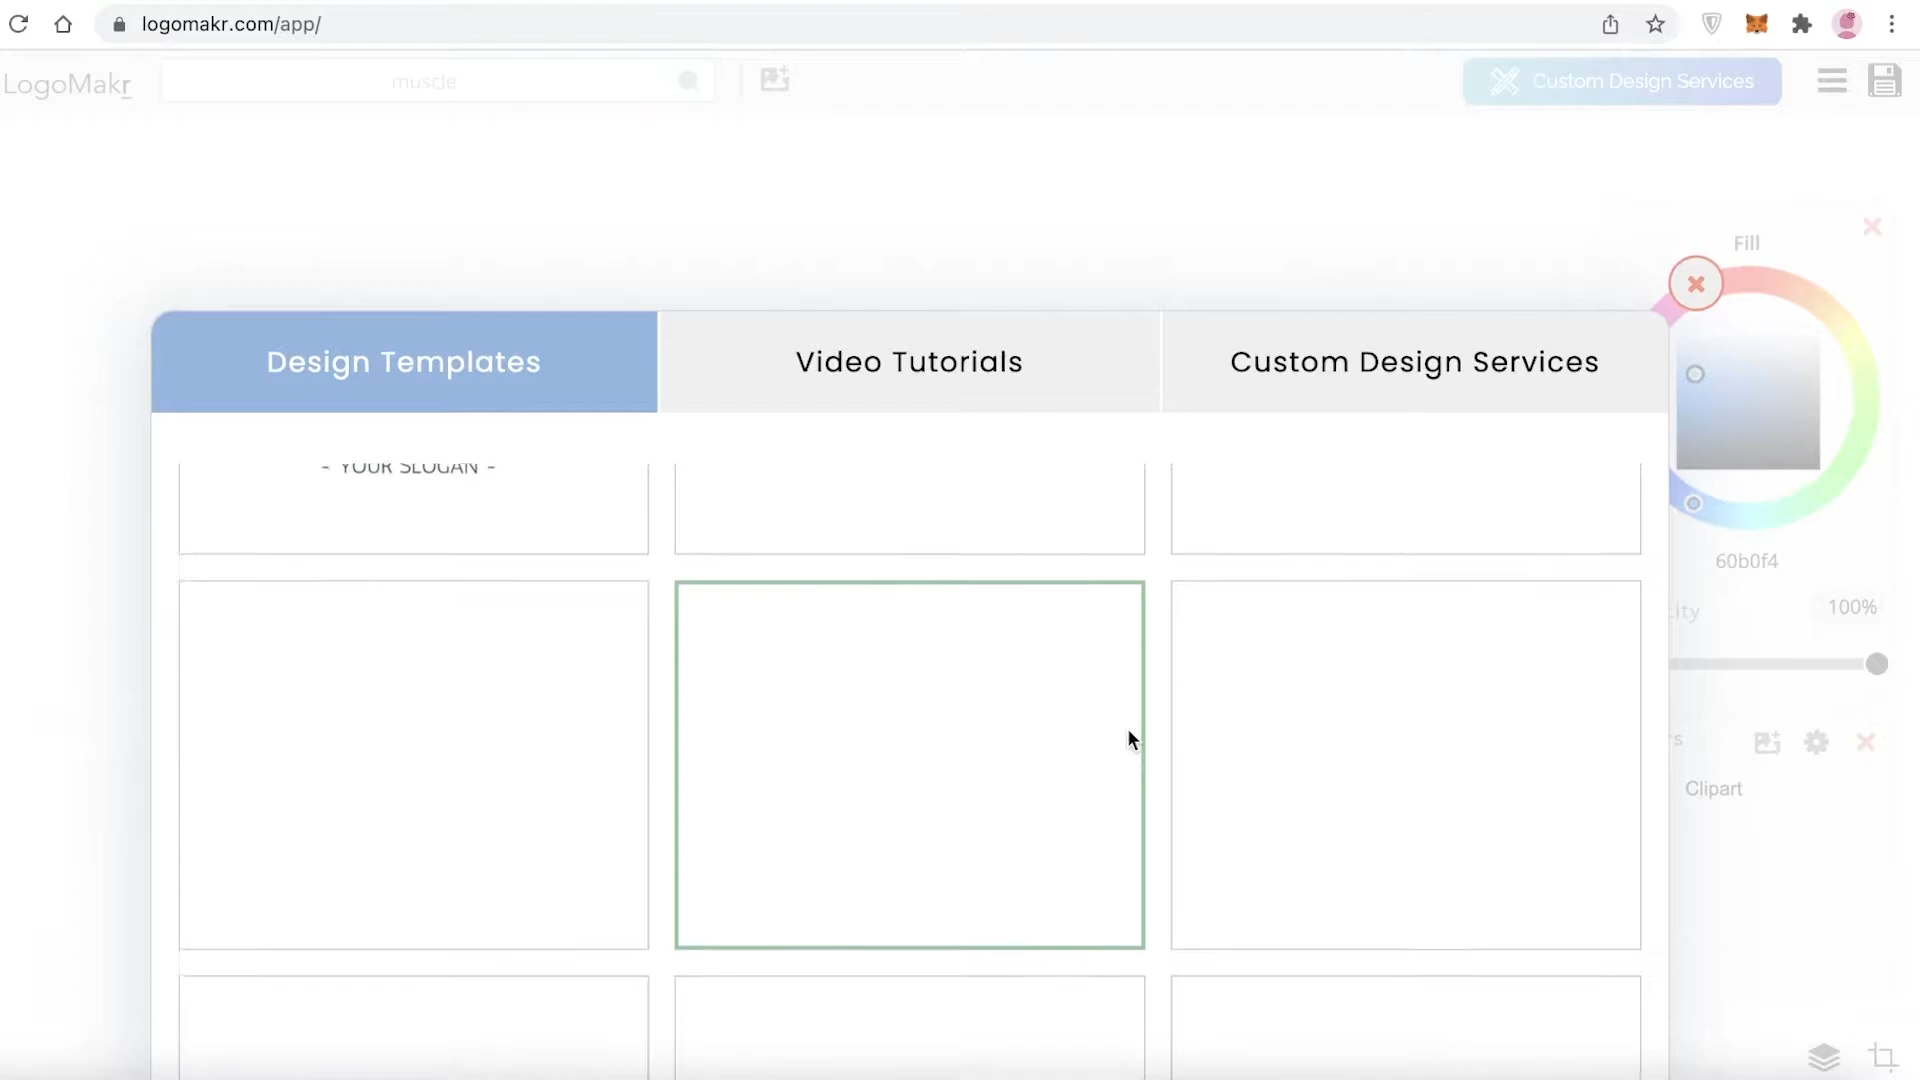 logomakr.com/app/
LogoMakr
muscle
Custom Design Services
Fill
Design Templates
Video Tutorials
Custom Design Services
- YOUR SLOGAN -
60b0f4
100%
Clipart